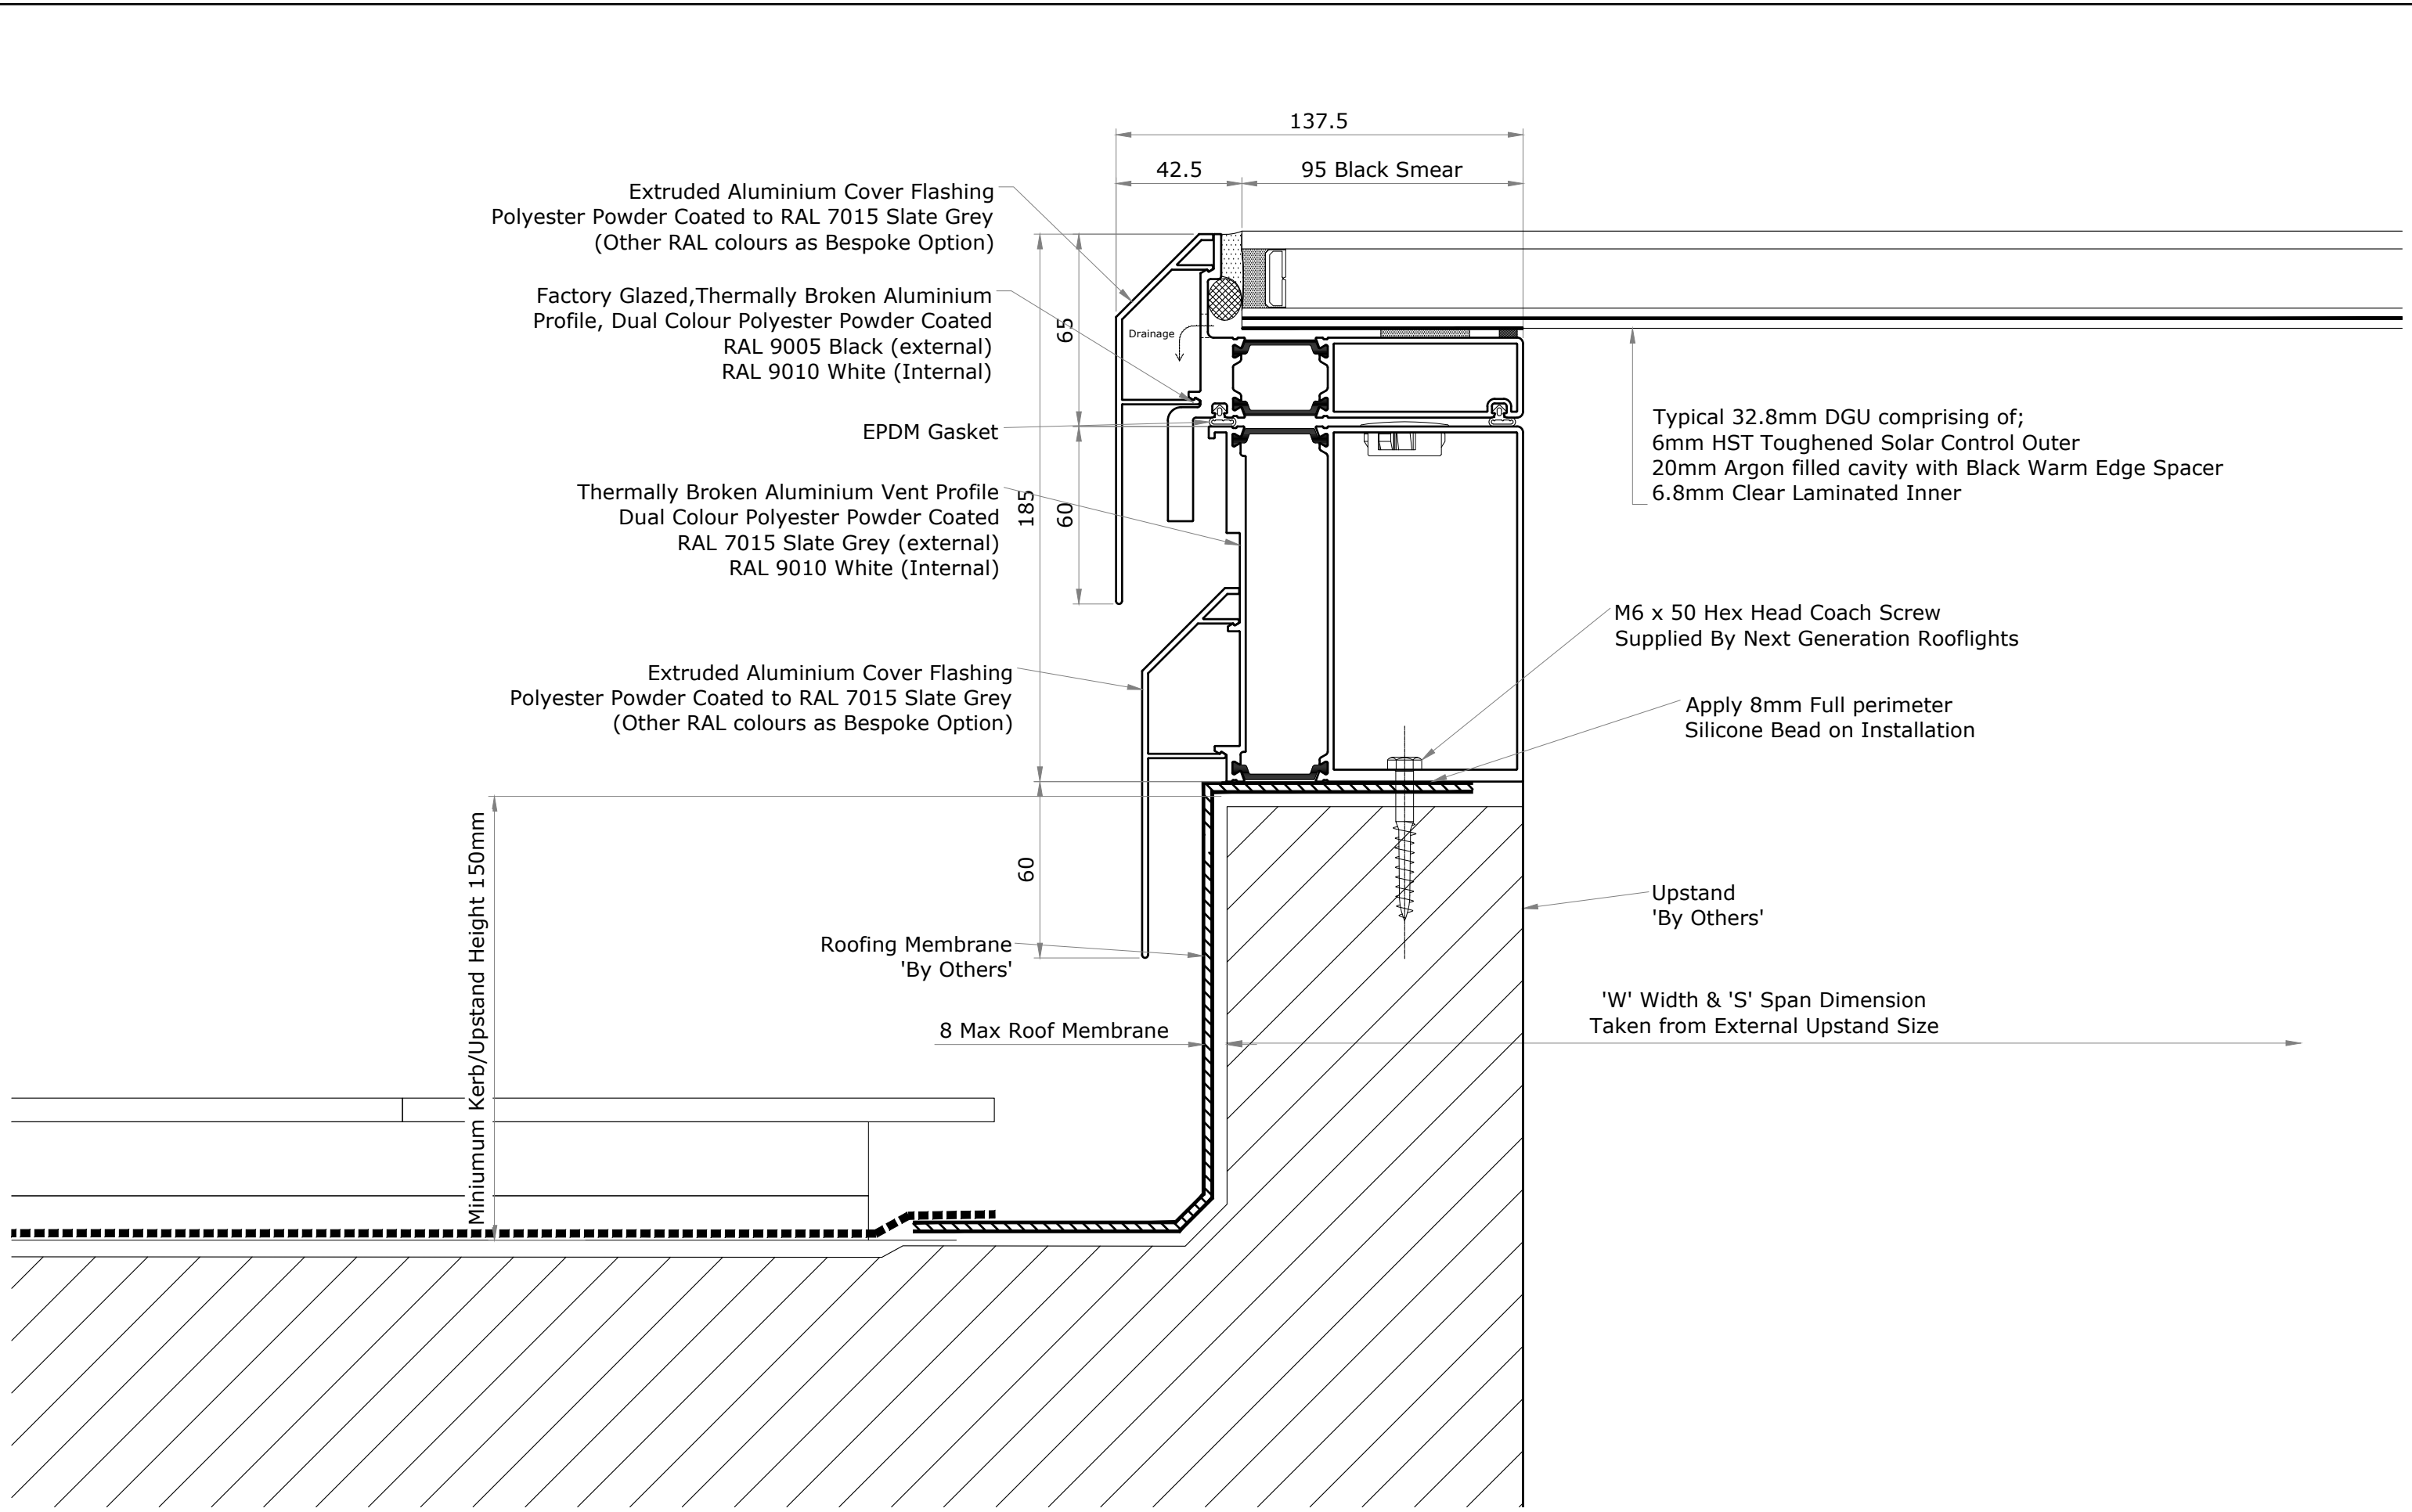 137.5
42.5
95 Black Smear
Extruded Aluminium Cover Flashing
Polyester Powder Coated to RAL 7015 Slate Grey
(Other RAL colours as Bespoke Option)
Factory Glazed,Thermally Broken Aluminium
Profile, Dual Colour Polyester Powder Coated
RAL 9005 Black (external)
RAL 9010 White (Internal)
65
Drainage
EPDM Gasket
Typical 32.8mm DGU comprising of;
6mm HST Toughened Solar Control Outer
20mm Argon filled cavity with Black Warm Edge Spacer
6.8mm Clear Laminated Inner
Thermally Broken Aluminium Vent Profile
Dual Colour Polyester Powder Coated
RAL 7015 Slate Grey (external)
RAL 9010 White (Internal)
185
60
M6 x 50 Hex Head Coach Screw
Supplied By Next Generation Rooflights
Extruded Aluminium Cover Flashing
Polyester Powder Coated to RAL 7015 Slate Grey
(Other RAL colours as Bespoke Option)
Apply 8mm Full perimeter
Silicone Bead on Installation
Miniumum Kerb/Upstand Height 150mm
60
Upstand
'By Others'
Roofing Membrane
'By Others'
8 Max Roof Membrane
'W' Width & 'S' Span Dimension
Taken from External Upstand Size